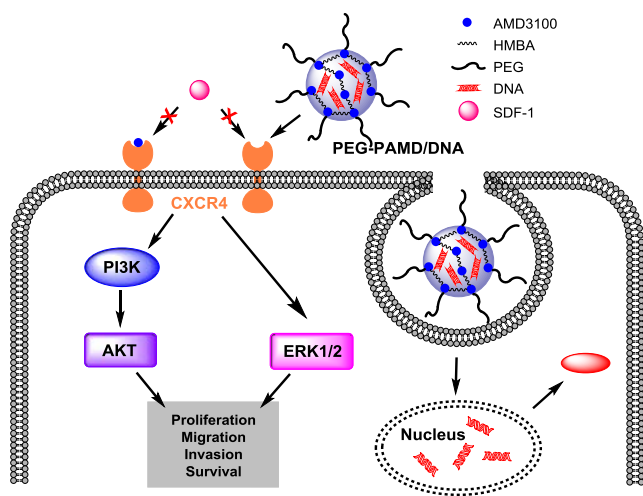 AMD3100
HMBA
PEG
DNA
SDF-1
PEG-PAMD/DNA
CXCR4
PI3K
AKT
ERK1/2
Proliferation
Migration
Invasion
Survival
Nucleus